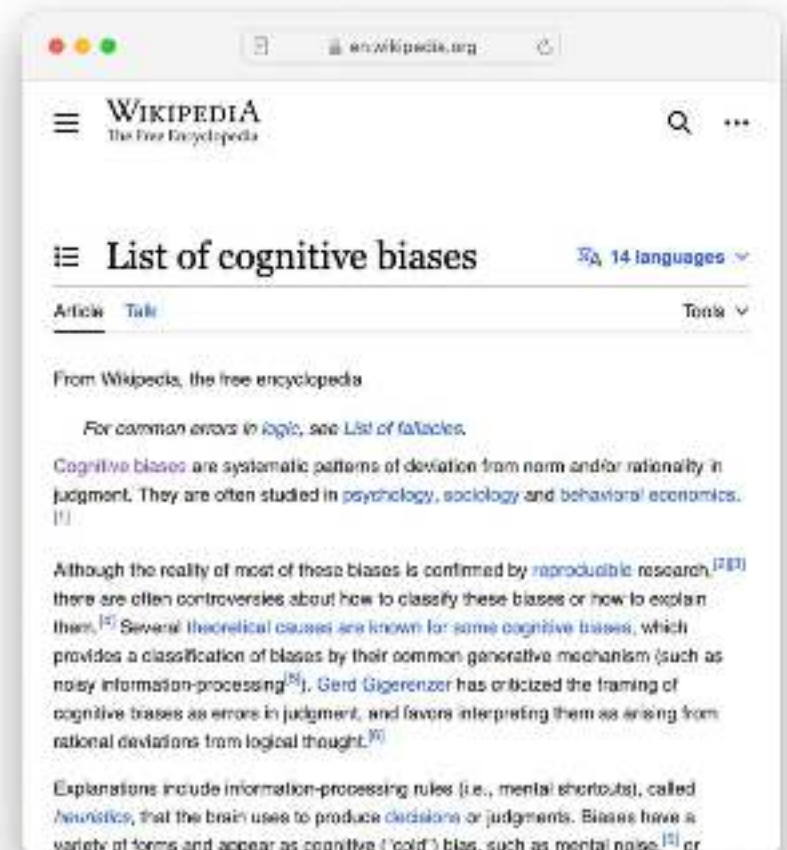 en.wikipedia.org
WIKIPEDIA
The Free Encyclopedia
List of cognitive biases
14 languages
Article Talk
Tools
From Wikipedia, the free encyclopedia
For common errors in logic, see List of fallacies.
Cognitive biases are systematic patterns of deviation from norm and/or rationality in
judgment. They are often studied in psychology, sociology and behavioral economics.
[1]
Although the reality of most of these biases is confirmed by reproducible research,[2][3]
there are often controversies about how to classify these biases or how to explain
them.[4] Several theoretical causes are known for some cognitive biases, which
provides a classification of biases by their common generative mechanism (such as
noisy information-processing[5]). Gerd Gigerenzer has criticized the framing of
cognitive biases as errors in judgment, and favors interpreting them as arising from
rational deviations from logical thought.[6]
Explanations include information-processing rules (i.e., mental shortcuts), called
heuristics, that the brain uses to produce decisions or judgments. Biases have a
variety of forms and appear as cognitive ("cold") bias, such as mental noise,[5] or